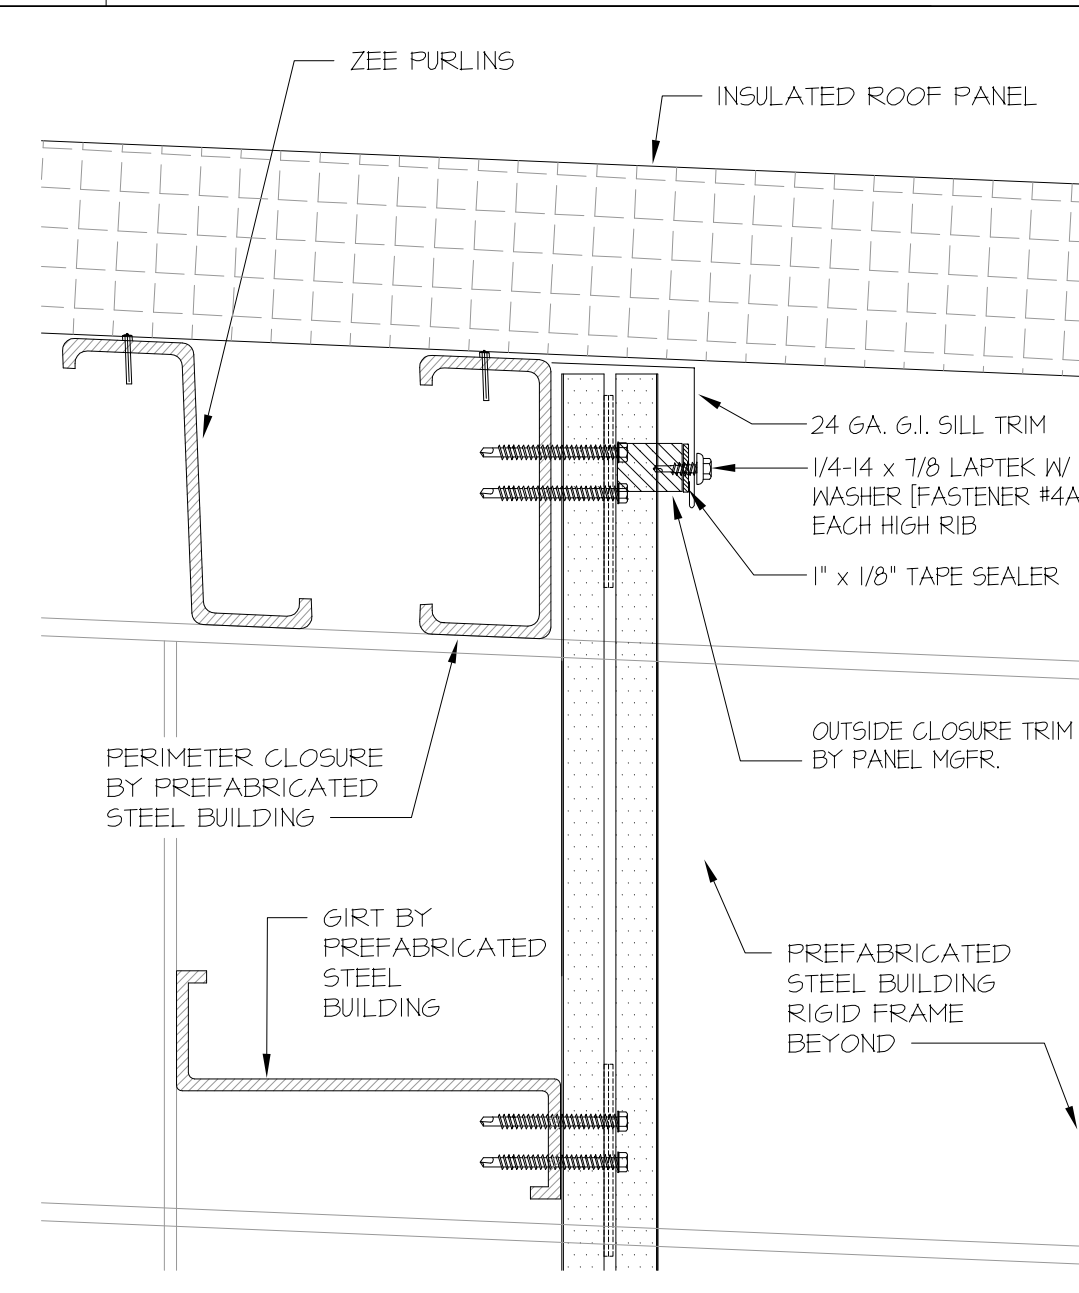 ZEE PURLINS
INSULATED ROOF PANEL
24 GA. G.I. SILL TRIM
1/4-14 x 7/8 LAPTEK W/
WASHER [FASTENER #4A
EACH HIGH RIB
1" x 1/8" TAPE SEALER
OUTSIDE CLOSURE TRIM
BY PANEL MGFR.
PERIMETER CLOSURE
BY PREFABRICATED
STEEL BUILDING
GIRT BY
PREFABRICATED
STEEL
BUILDING
PREFABRICATED
STEEL BUILDING
RIGID FRAME
BEYOND